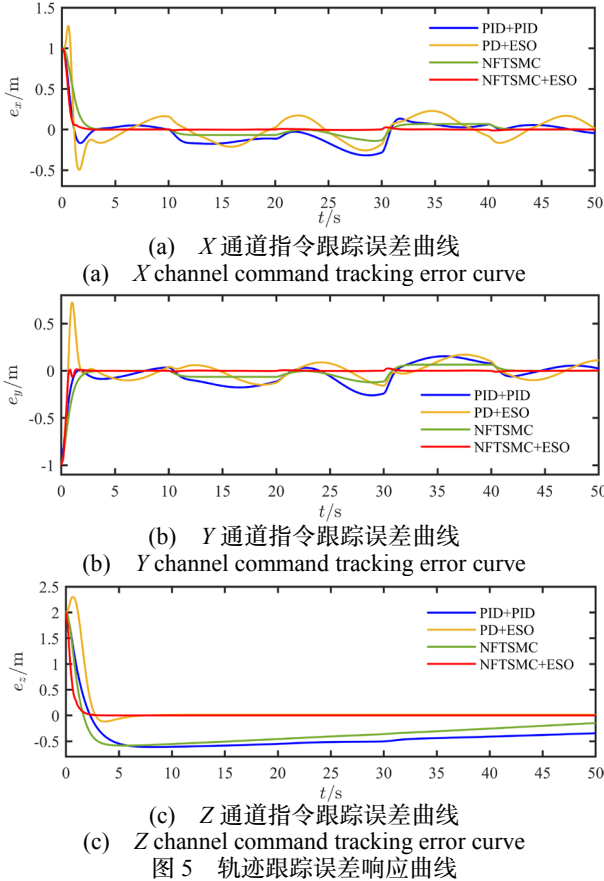 1.5
1
0.5
0
-0.5
e_x/m
PID+PID
PD+ESO
NFTSMC
NFTSMC+ESO
0 5 10 15 20 25 30 35 40 45 50
t/s
(a) X 通道指令跟踪误差曲线
(a) X channel command tracking error curve
0.5
0
-0.5
-1
e_y/m
PID+PID
PD+ESO
NFTSMC
NFTSMC+ESO
0 5 10 15 20 25 30 35 40 45 50
t/s
(b) Y 通道指令跟踪误差曲线
(b) Y channel command tracking error curve
2.5
2
1.5
1
0.5
0
-0.5
e_z/m
PID+PID
PD+ESO
NFTSMC
NFTSMC+ESO
0 5 10 15 20 25 30 35 40 45 50
t/s
(c) Z 通道指令跟踪误差曲线
(c) Z channel command tracking error curve
图 5 轨迹跟踪误差响应曲线